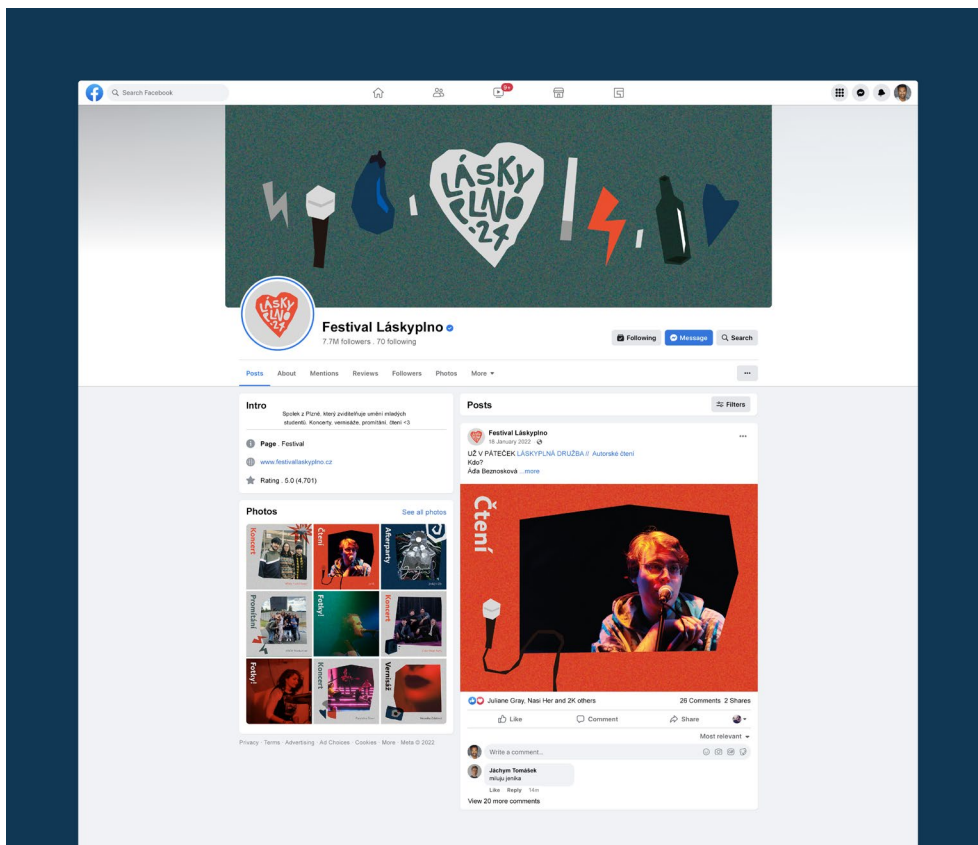 Search Facebook
9+
LÁSKY
PLNO
-24
LÁSKY
PLNO
-24
Festival Láskyplno
7.7M followers . 70 following
Following
Message
Search
Posts
About
Mentions
Reviews
Followers
Photos
More
Intro
Spolek z Plzně, který zviditelňuje umění mladých
studentů. Koncerty, vernisáže, promítání, čtení <3
Page . Festival
www.festivallaskyplno.cz
Rating . 5.0 (4,701)
Photos
See all photos
Koncert
Čtení
Afterparty
Promítání
Fotky!
Koncert
Fotky!
Koncert
Vernisáž
Privacy · Terms · Advertising · Ad Choices · Cookies · More · Meta © 2022
Posts
Filters
Festival Láskyplno
18 January 2022
UŽ V PÁTEČEK LÁSKYPLNÁ DRUŽBA // Autorské čtení
Kdo?
Áďa Beznosková ...more
Čtení
Juliane Gray, Nasi Her and 2K others
26 Comments 2 Shares
Like
Comment
Share
Most relevant
Write a comment...
Jáchym Tomášek
miluju jeníka
Like Reply 14m
View 20 more comments